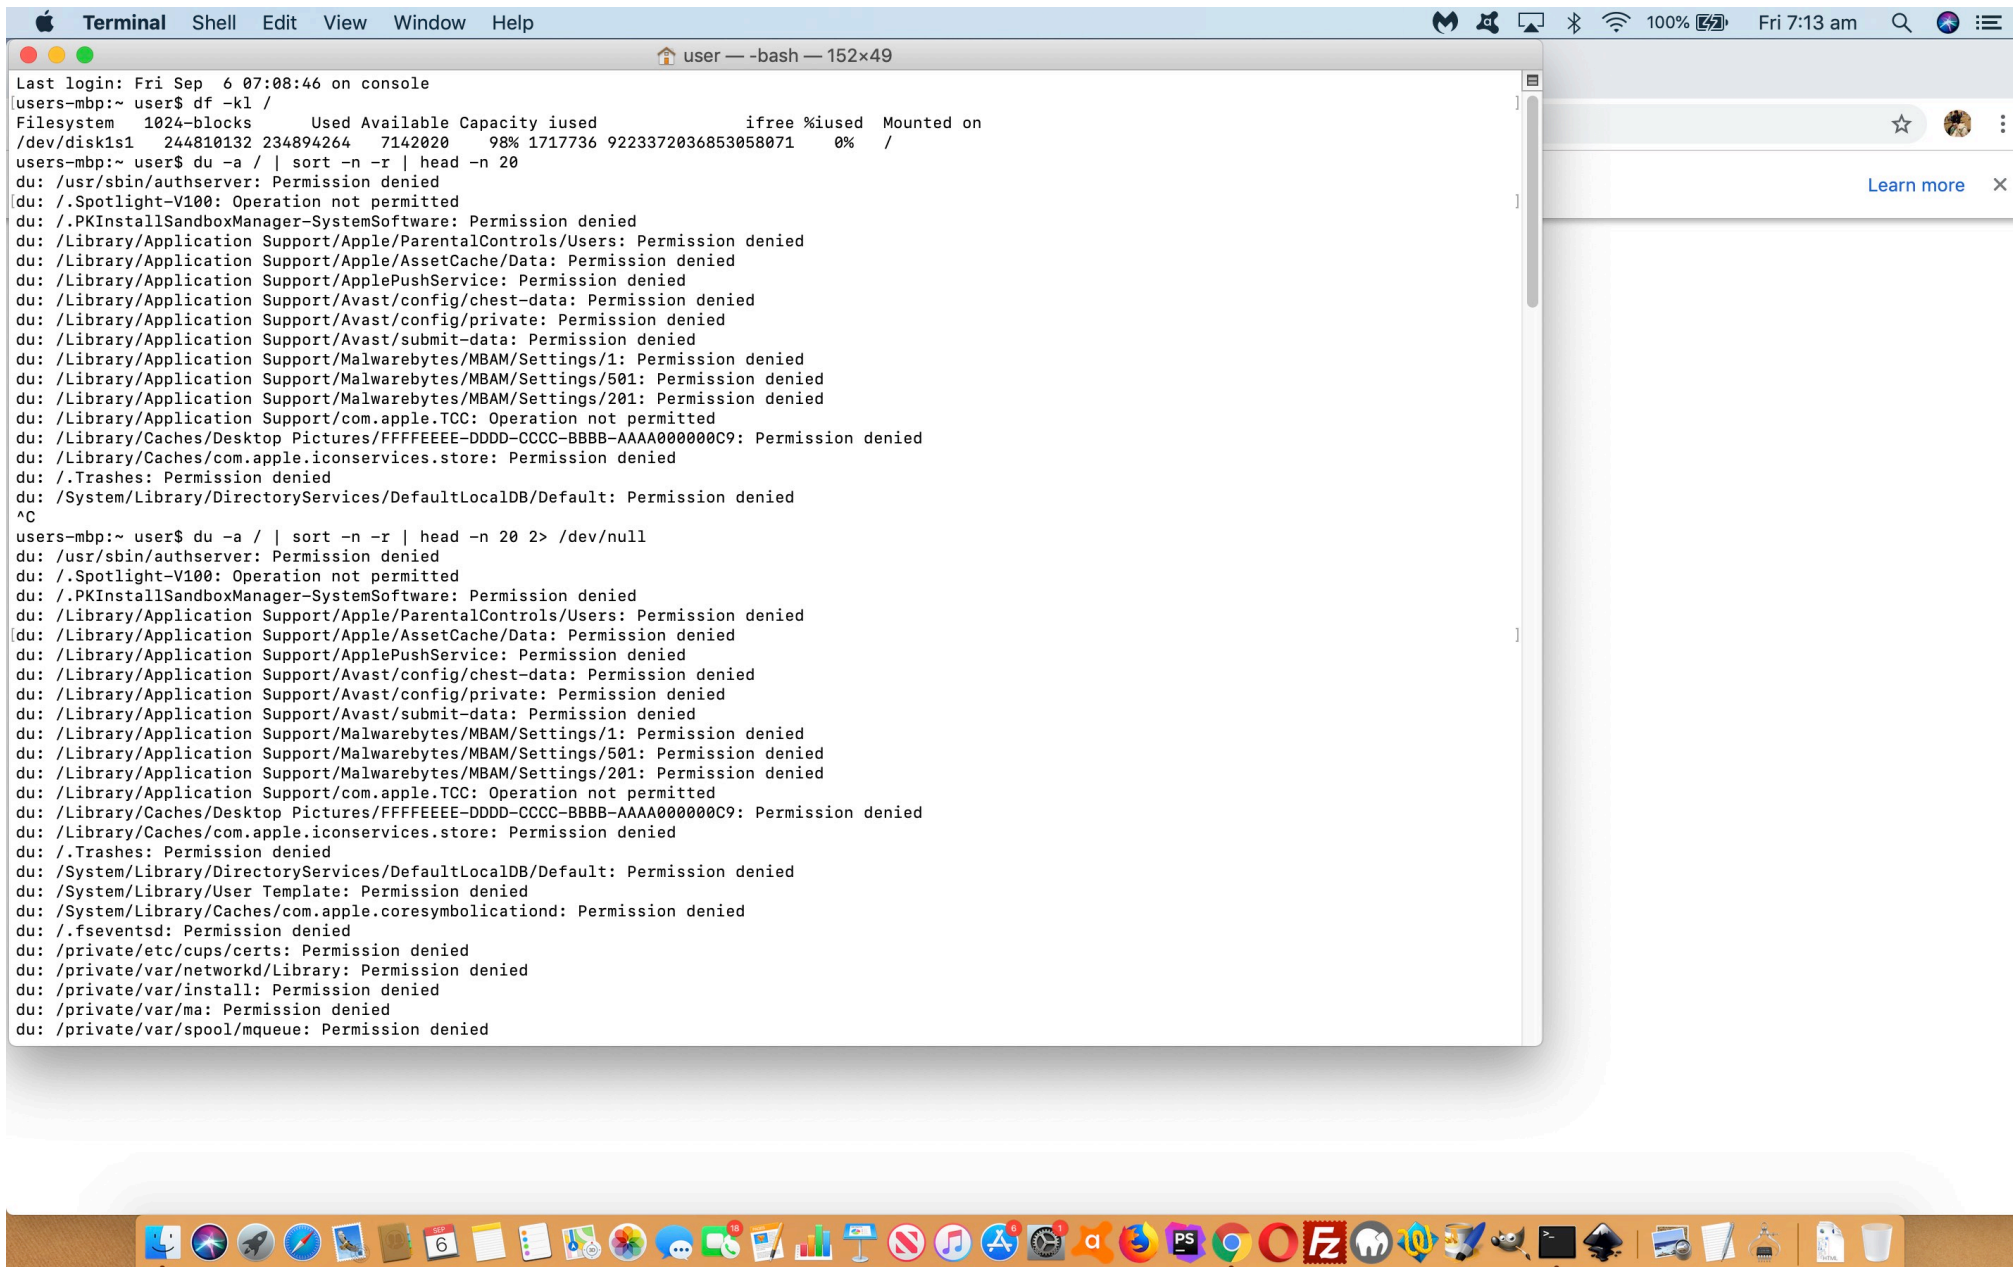 Terminal Shell Edit View Window Help 100% Fri 7:13 am
user — -bash — 152×49
Last login: Fri Sep  6 07:08:46 on console
[users-mbp:~ user$ df -kl / ]
Filesystem   1024-blocks      Used Available Capacity iused               ifree %iused  Mounted on
/dev/disk1s1   244810132 234894264   7142020    98% 1717736 9223372036853058071    0%   /
users-mbp:~ user$ du -a / | sort -n -r | head -n 20
du: /usr/sbin/authserver: Permission denied
[du: /.Spotlight-V100: Operation not permitted ]
du: /.PKInstallSandboxManager-SystemSoftware: Permission denied
du: /Library/Application Support/Apple/ParentalControls/Users: Permission denied
du: /Library/Application Support/Apple/AssetCache/Data: Permission denied
du: /Library/Application Support/ApplePushService: Permission denied
du: /Library/Application Support/Avast/config/chest-data: Permission denied
du: /Library/Application Support/Avast/config/private: Permission denied
du: /Library/Application Support/Avast/submit-data: Permission denied
du: /Library/Application Support/Malwarebytes/MBAM/Settings/1: Permission denied
du: /Library/Application Support/Malwarebytes/MBAM/Settings/501: Permission denied
du: /Library/Application Support/Malwarebytes/MBAM/Settings/201: Permission denied
du: /Library/Application Support/com.apple.TCC: Operation not permitted
du: /Library/Caches/Desktop Pictures/FFFFEEEE-DDDD-CCCC-BBBB-AAAA000000C9: Permission denied
du: /Library/Caches/com.apple.iconservices.store: Permission denied
du: /.Trashes: Permission denied
du: /System/Library/DirectoryServices/DefaultLocalDB/Default: Permission denied
^C
users-mbp:~ user$ du -a / | sort -n -r | head -n 20 2> /dev/null
du: /usr/sbin/authserver: Permission denied
du: /.Spotlight-V100: Operation not permitted
du: /.PKInstallSandboxManager-SystemSoftware: Permission denied
du: /Library/Application Support/Apple/ParentalControls/Users: Permission denied
[du: /Library/Application Support/Apple/AssetCache/Data: Permission denied ]
du: /Library/Application Support/ApplePushService: Permission denied
du: /Library/Application Support/Avast/config/chest-data: Permission denied
du: /Library/Application Support/Avast/config/private: Permission denied
du: /Library/Application Support/Avast/submit-data: Permission denied
du: /Library/Application Support/Malwarebytes/MBAM/Settings/1: Permission denied
du: /Library/Application Support/Malwarebytes/MBAM/Settings/501: Permission denied
du: /Library/Application Support/Malwarebytes/MBAM/Settings/201: Permission denied
du: /Library/Application Support/com.apple.TCC: Operation not permitted
du: /Library/Caches/Desktop Pictures/FFFFEEEE-DDDD-CCCC-BBBB-AAAA000000C9: Permission denied
du: /Library/Caches/com.apple.iconservices.store: Permission denied
du: /.Trashes: Permission denied
du: /System/Library/DirectoryServices/DefaultLocalDB/Default: Permission denied
du: /System/Library/User Template: Permission denied
du: /System/Library/Caches/com.apple.coresymbolicationd: Permission denied
du: /.fseventsd: Permission denied
du: /private/etc/cups/certs: Permission denied
du: /private/var/networkd/Library: Permission denied
du: /private/var/install: Permission denied
du: /private/var/ma: Permission denied
du: /private/var/spool/mqueue: Permission denied
Learn more
SEP
6
18
6
1
PS
Fz
HTML